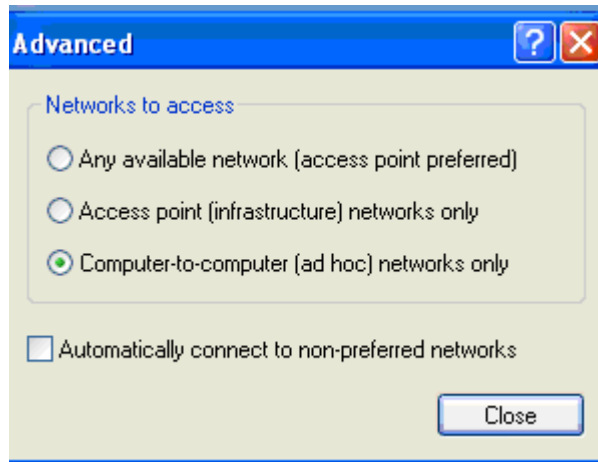 Advanced
Networks to access
Any available network (access point preferred)
Access point (infrastructure) networks only
Computer-to-computer (ad hoc) networks only
Automatically connect to non-preferred networks
Close